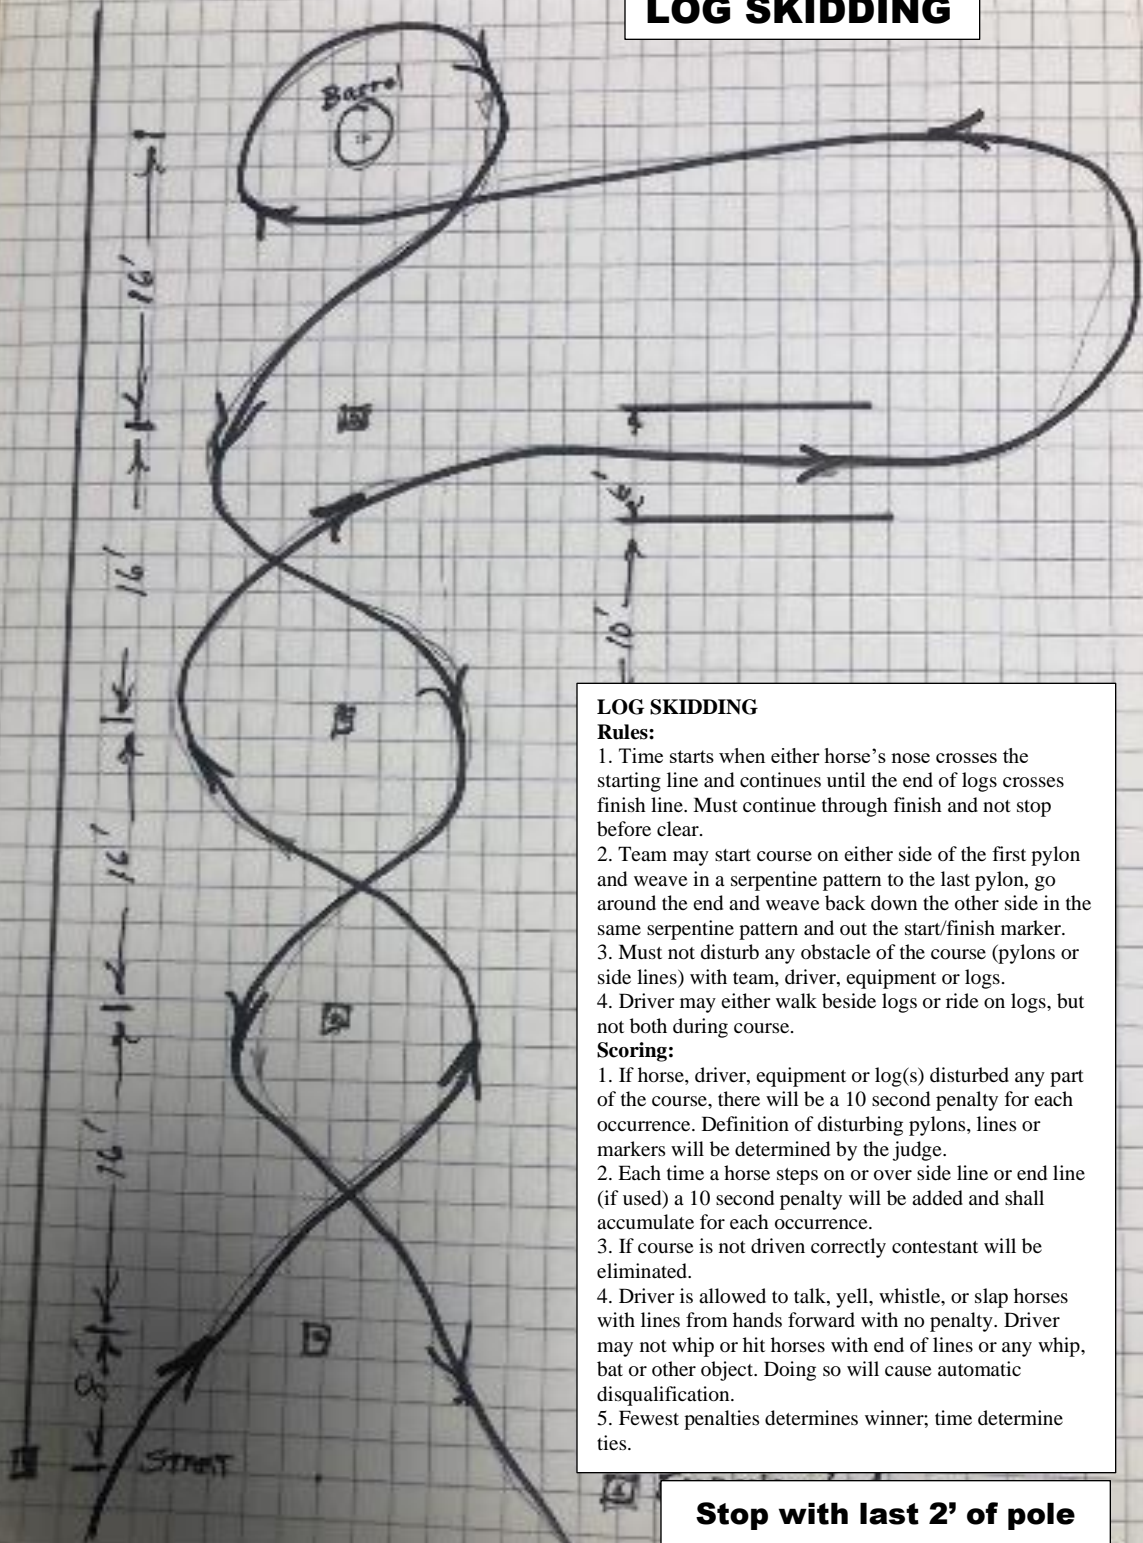 LOG SKIDDING
Barrel
16'
16'
10'
16'
16'
8'
START
LOG SKIDDING
Rules:
1. Time starts when either horse’s nose crosses the
starting line and continues until the end of logs crosses
finish line. Must continue through finish and not stop
before clear.
2. Team may start course on either side of the first pylon
and weave in a serpentine pattern to the last pylon, go
around the end and weave back down the other side in the
same serpentine pattern and out the start/finish marker.
3. Must not disturb any obstacle of the course (pylons or
side lines) with team, driver, equipment or logs.
4. Driver may either walk beside logs or ride on logs, but
not both during course.
Scoring:
1. If horse, driver, equipment or log(s) disturbed any part
of the course, there will be a 10 second penalty for each
occurrence. Definition of disturbing pylons, lines or
markers will be determined by the judge.
2. Each time a horse steps on or over side line or end line
(if used) a 10 second penalty will be added and shall
accumulate for each occurrence.
3. If course is not driven correctly contestant will be
eliminated.
4. Driver is allowed to talk, yell, whistle, or slap horses
with lines from hands forward with no penalty. Driver
may not whip or hit horses with end of lines or any whip,
bat or other object. Doing so will cause automatic
disqualification.
5. Fewest penalties determines winner; time determine
ties.
Stop with last 2’ of pole